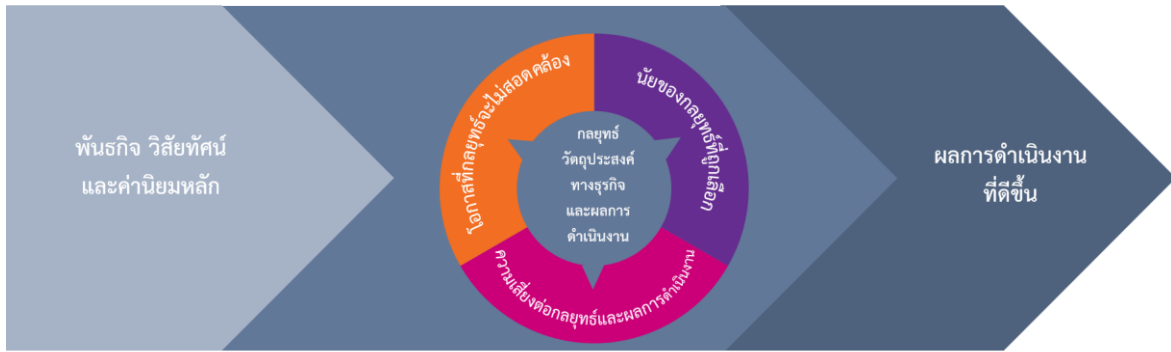 พันธกิจ วิสัยทัศน์
และค่านิยมหลัก
โอกาสที่กลยุทธ์จะไม่สอดคล้อง
นัยของกลยุทธ์ที่ถูกเลือก
ความเสี่ยงต่อกลยุทธ์และผลการดำเนินงาน
กลยุทธ์
วัตถุประสงค์
ทางธุรกิจ
และผลการ
ดำเนินงาน
ผลการดำเนินงาน
ที่ดีขึ้น